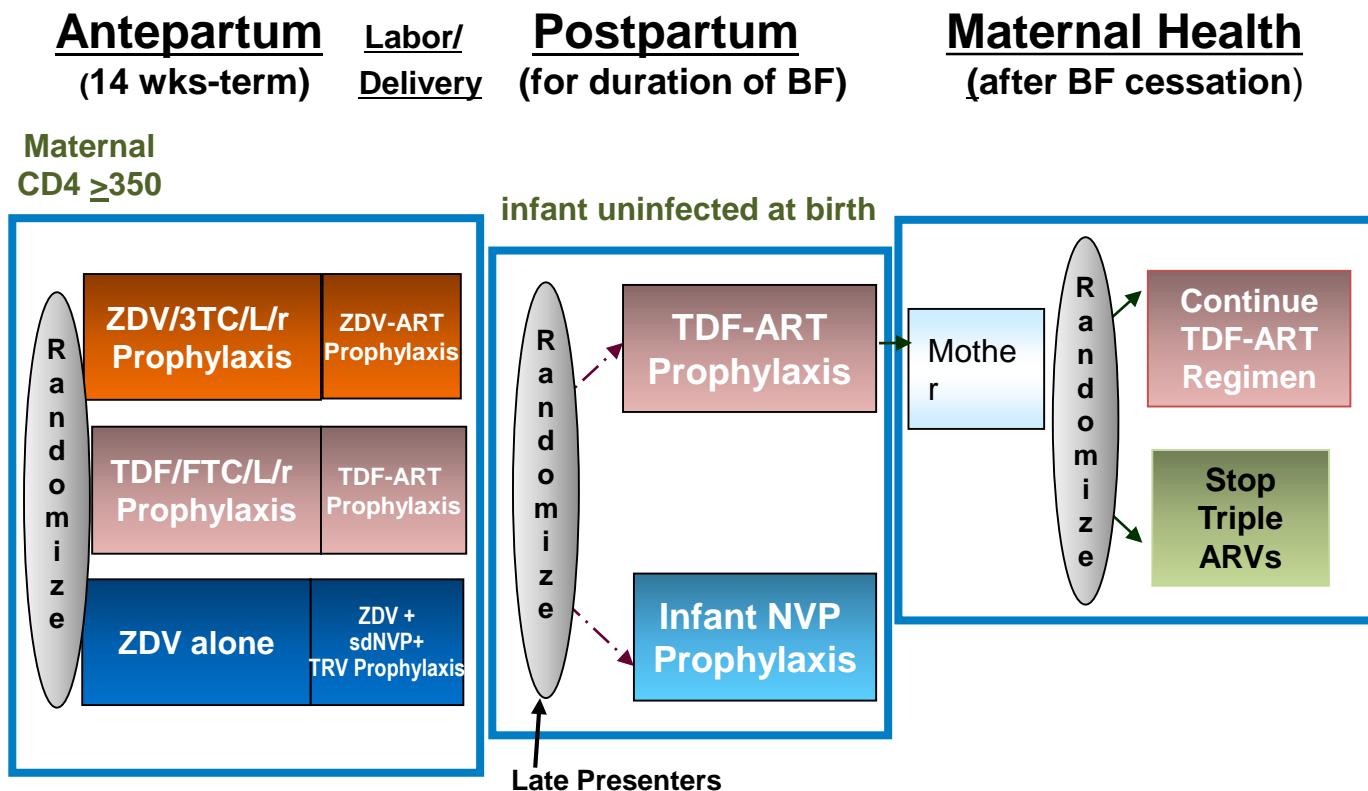 Antepartum
(14 wks-term)
Labor/
Delivery
Postpartum
(for duration of BF)
Maternal Health
(after BF cessation)
Maternal
CD4 ≥350
Randomize
ZDV/3TC/L/r
Prophylaxis
ZDV-ART
Prophylaxis
TDF/FTC/L/r
Prophylaxis
TDF-ART
Prophylaxis
ZDV alone
ZDV +
sdNVP+
TRV Prophylaxis
infant uninfected at birth
Randomize
TDF-ART
Prophylaxis
Infant NVP
Prophylaxis
Late Presenters
Mothe
r
Randomize
Continue
TDF-ART
Regimen
Stop
Triple
ARVs